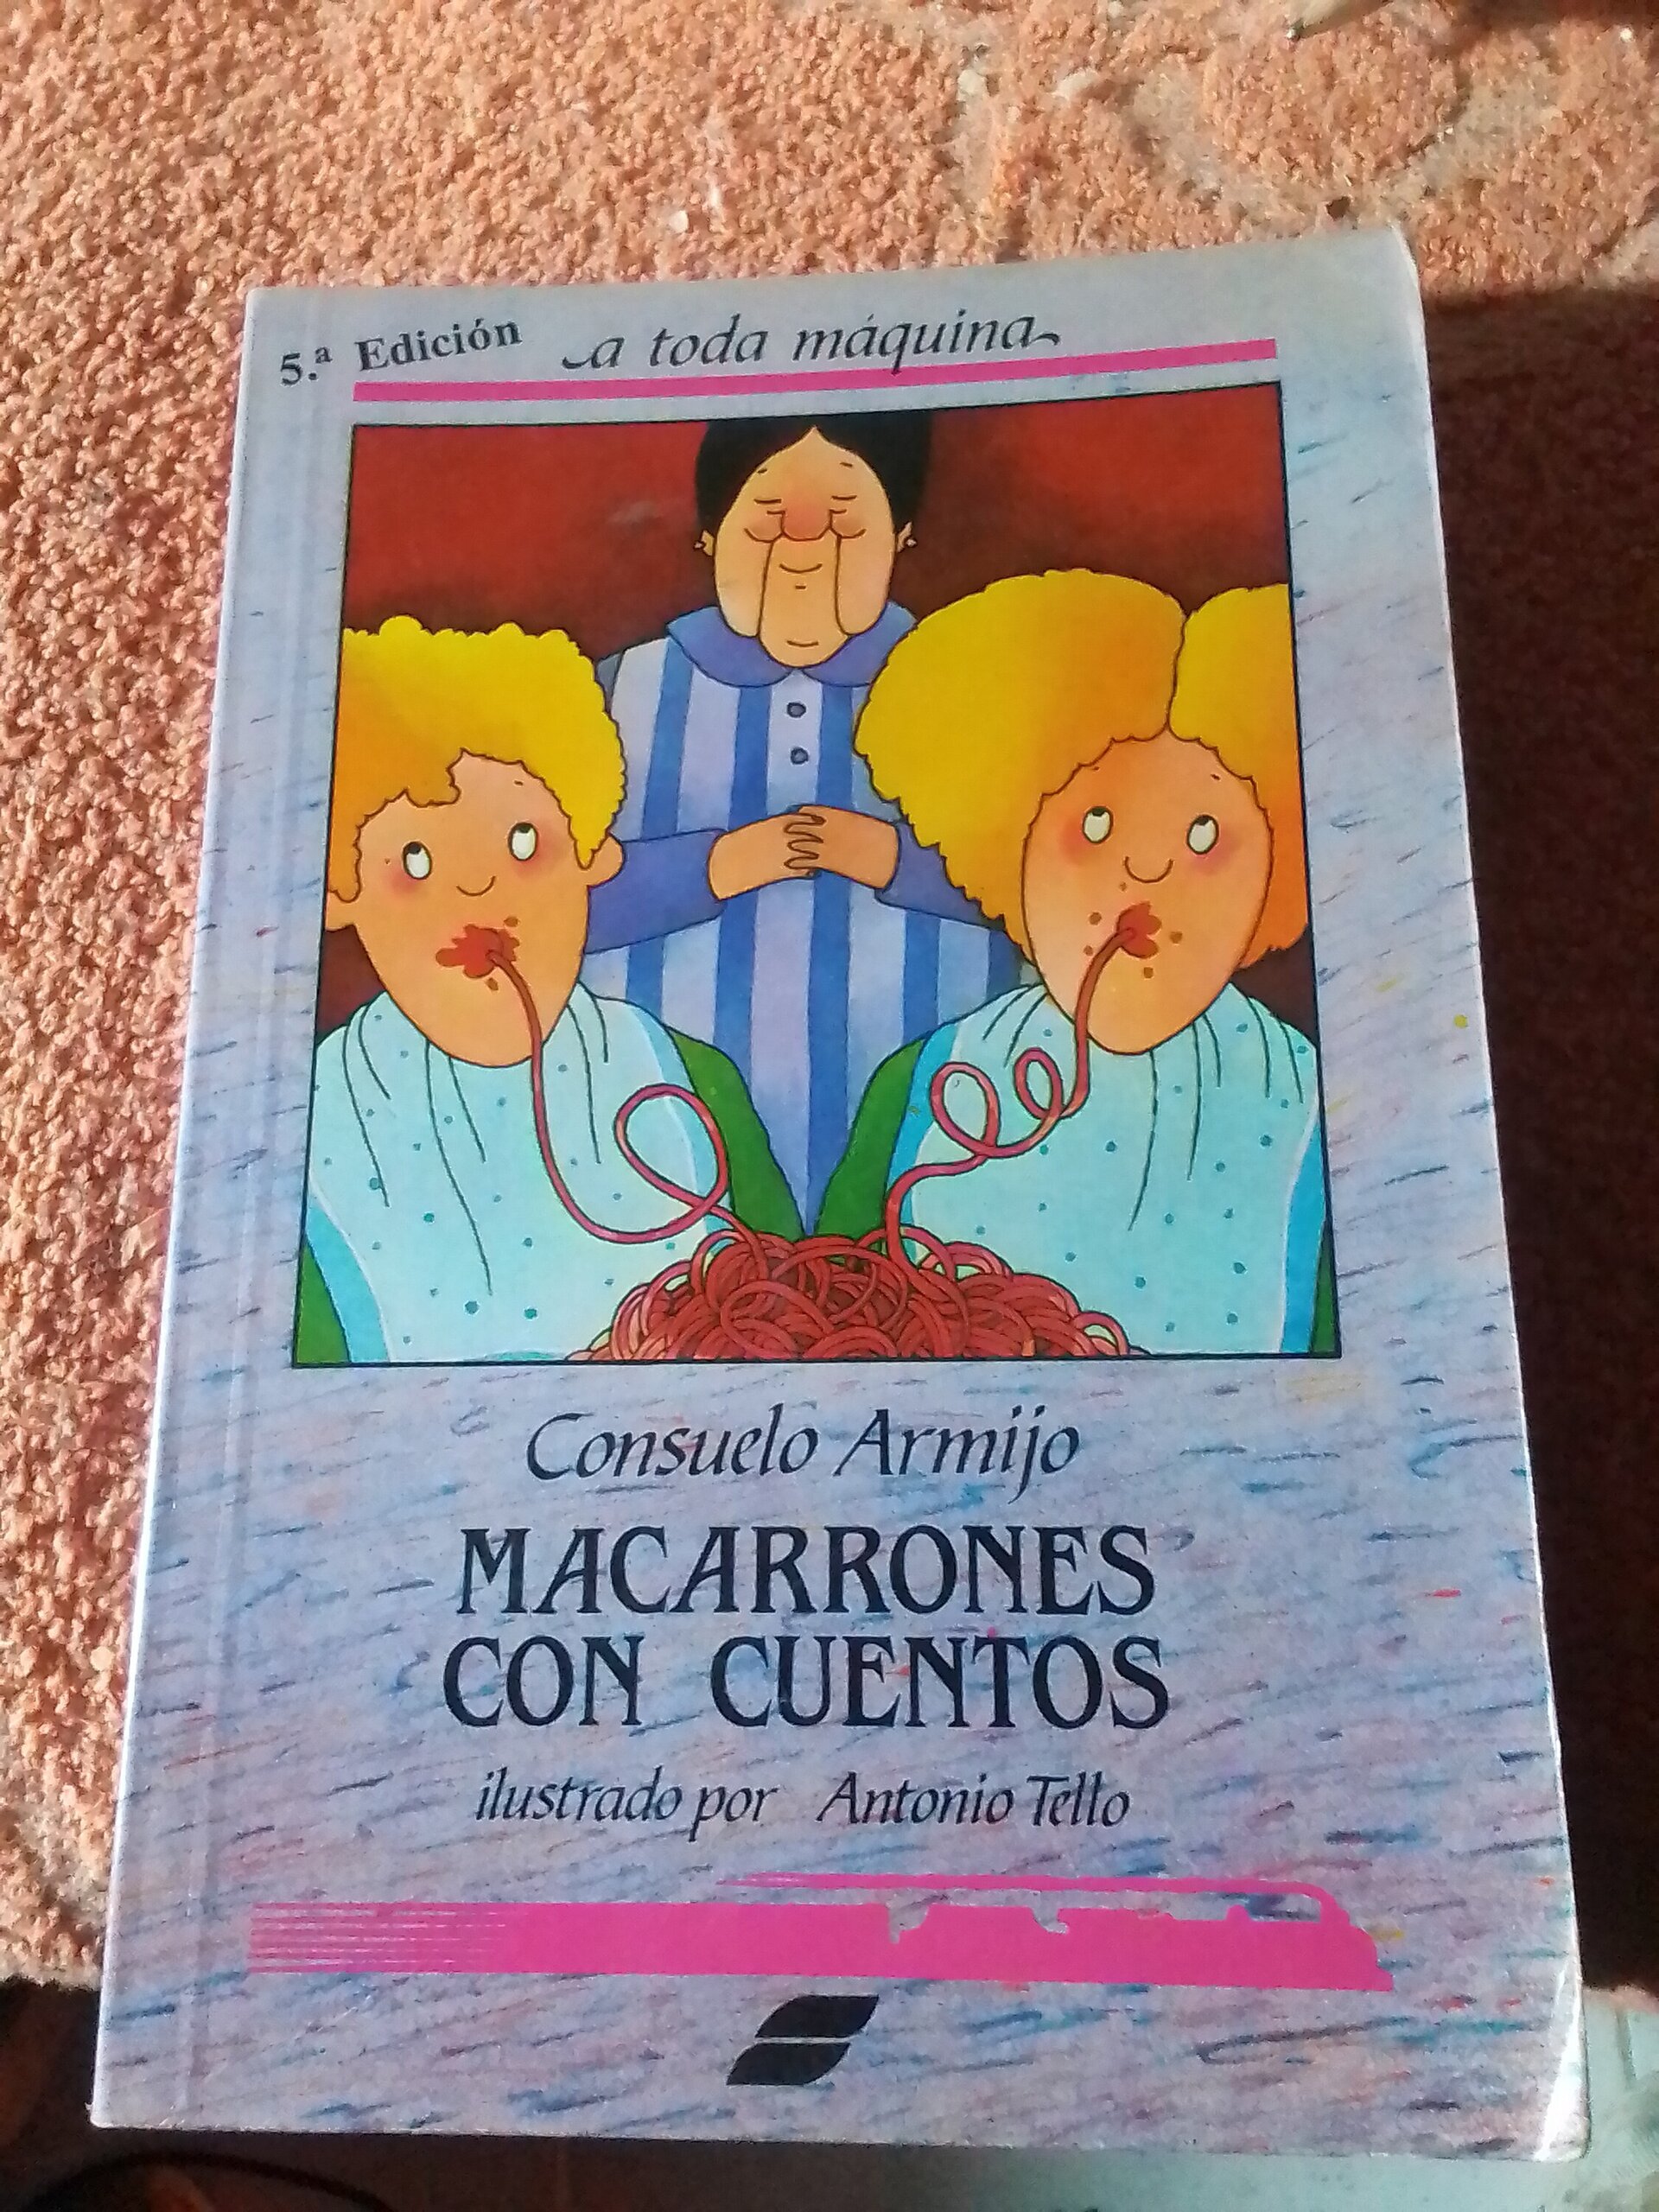 5.ª Edición
a toda máquina
Consuelo Armijo
MACARRONES
CON CUENTOS
ilustrado por Antonio Tello